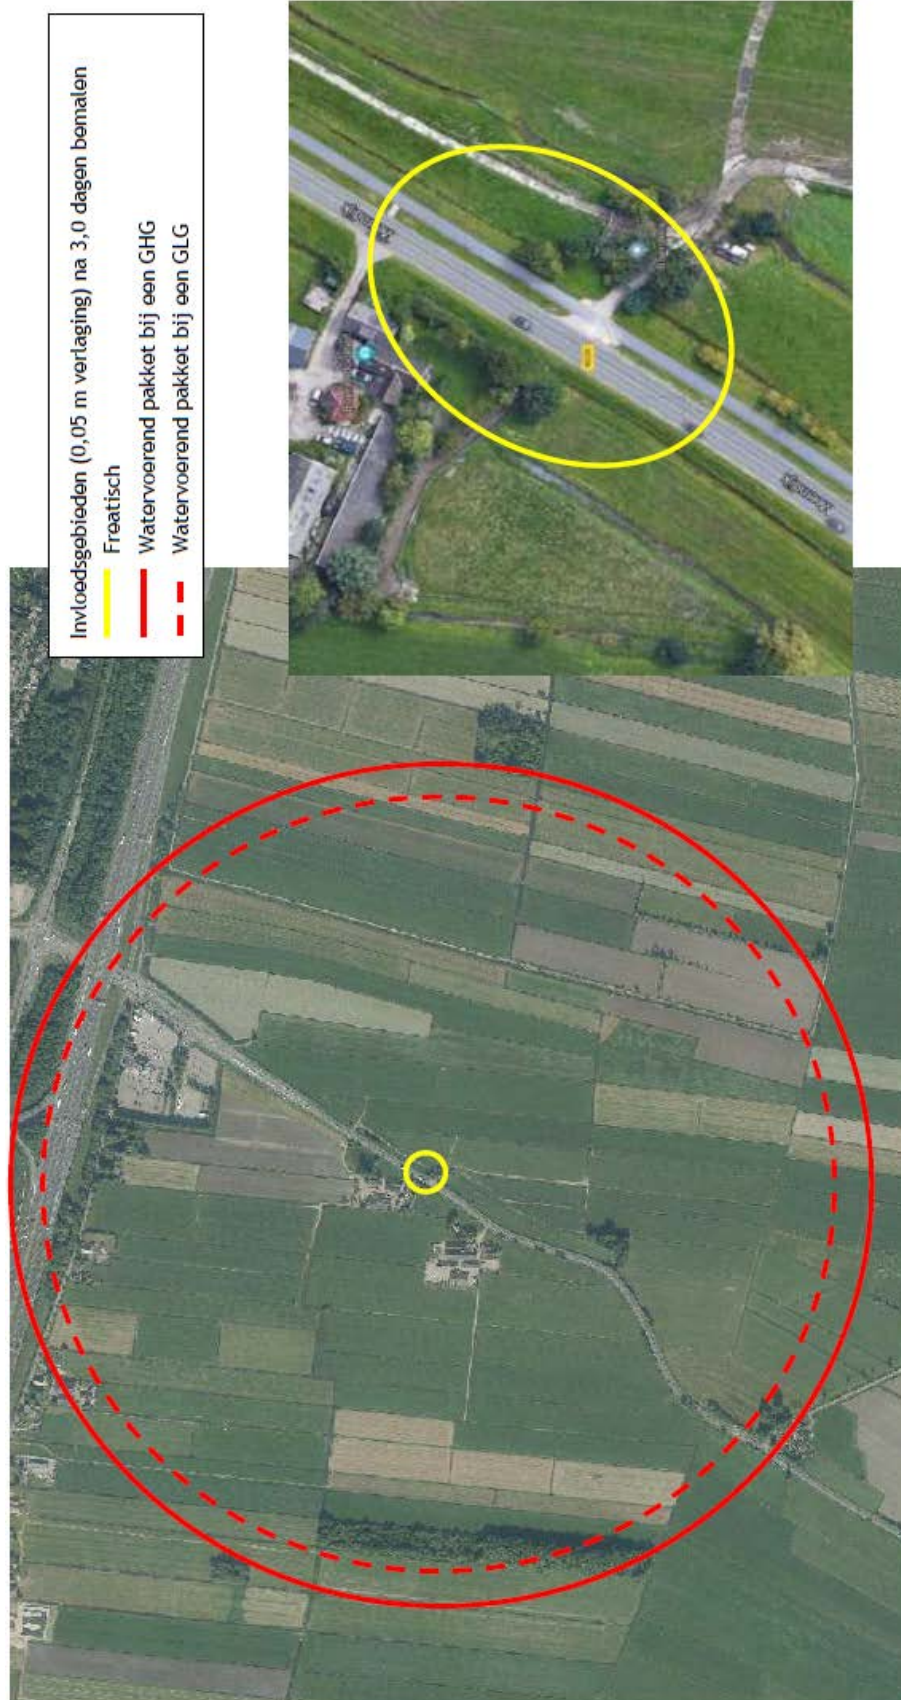 Invloedsgebieden (0,05 m verlaging) na 3,0 dagen bemalen
Freatisch
Watervoerend pakket bij een GHG
Watervoerend pakket bij een GLG